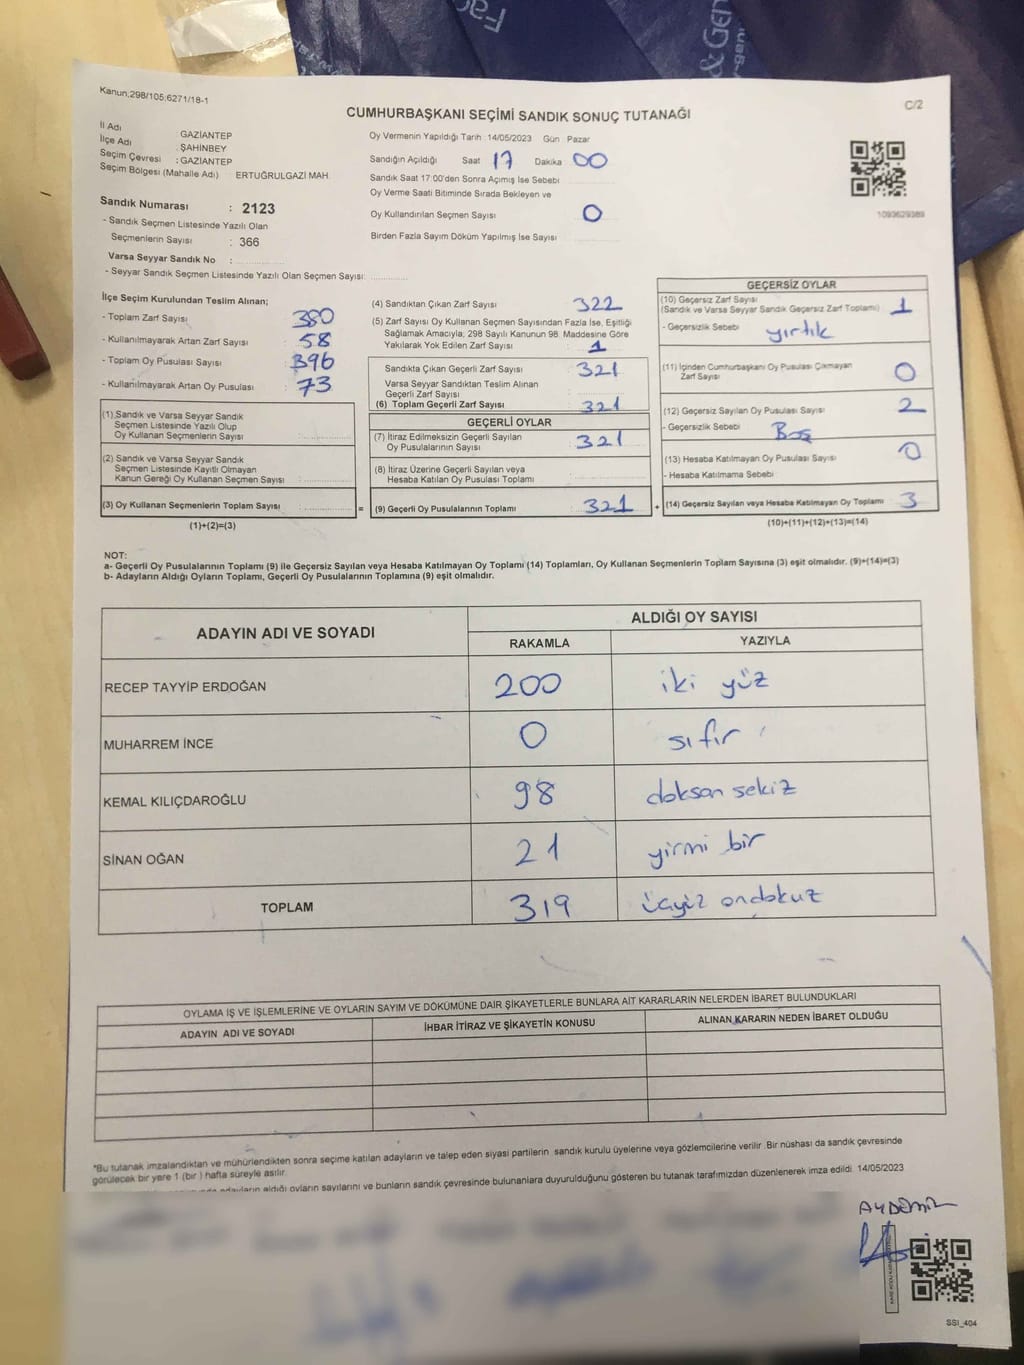 Kanun;298/105;6271/18-1
C/2
CUMHURBAŞKANI SEÇİMİ SANDIK SONUÇ TUTANAĞI
İl Adı : GAZİANTEP
İlçe Adı : ŞAHİNBEY
Seçim Çevresi : GAZİANTEP
Seçim Bölgesi (Mahalle Adı) : ERTUĞRULGAZİ MAH.
Sandık Numarası : 2123
- Sandık Seçmen Listesinde Yazılı Olan
Seçmenlerin Sayısı : 366
Varsa Seyyar Sandık No :
- Seyyar Sandık Seçmen Listesinde Yazılı Olan Seçmen Sayısı:
Oy Vermenin Yapıldığı Tarih :14/05/2023 Gün Pazar
Sandığın Açıldığı Saat 17 Dakika 00
Sandık Saat 17:00'den Sonra Açımış İse Sebebi
Oy Verme Saati Bitiminde Sırada Bekleyen ve
Oy Kullandırılan Seçmen Sayısı 0
Birden Fazla Sayım Döküm Yapılmış İse Sayısı
1093629389
İlçe Seçim Kurulundan Teslim Alınan;
- Toplam Zarf Sayısı : 380
- Kullanılmayarak Artan Zarf Sayısı : 58
- Toplam Oy Pusulası Sayısı : 396
- Kullanılmayarak Artan Oy Pusulası : 73
(1) Sandık ve Varsa Seyyar Sandık
Seçmen Listesinde Yazılı Olup
Oy Kullanan Seçmenlerin Sayısı :
(2) Sandık ve Varsa Seyyar Sandık
Seçmen Listesinde Kayıtlı Olmayan
Kanun Gereği Oy Kullanan Seçmen Sayısı :
(3) Oy Kullanan Seçmenlerin Toplam Sayısı :
(1)+(2)=(3)
(4) Sandıktan Çıkan Zarf Sayısı : 322
(5) Zarf Sayısı Oy Kullanan Seçmen Sayısından Fazla İse, Eşitliği
Sağlamak Amacıyla; 298 Sayılı Kanunun 98. Maddesine Göre
Yakılarak Yok Edilen Zarf Sayısı : 1
Sandıkta Çıkan Geçerli Zarf Sayısı : 321
Varsa Seyyar Sandıktan Teslim Alınan
Geçerli Zarf Sayısı :
(6) Toplam Geçerli Zarf Sayısı : 321
GEÇERLİ OYLAR
(7) İtiraz Edilmeksizin Geçerli Sayılan
Oy Pusulalarının Sayısı : 321
(8) İtiraz Üzerine Geçerli Sayılan veya
Hesaba Katılan Oy Pusulası Toplamı :
= (9) Geçerli Oy Pusulalarının Toplamı : 321
GEÇERSİZ OYLAR
(10) Geçersiz Zarf Sayısı
(Sandık ve Varsa Seyyar Sandık Geçersiz Zarf Toplamı) : 1
- Geçersizlik Sebebi yırtık
(11) İçinden Cumhurbaşkanı Oy Pusulası Çıkmayan
Zarf Sayısı : 0
(12) Geçersiz Sayılan Oy Pusulası Sayısı : 2
- Geçersizlik Sebebi Boş
(13) Hesaba Katılmayan Oy Pusulası Sayısı : 0
- Hesaba Katılmama Sebebi
+ (14) Geçersiz Sayılan veya Hesaba Katılmayan Oy Toplamı : 3
(10)+(11)+(12)+(13)=(14)
NOT:
a- Geçerli Oy Pusulalarının Toplamı (9) ile Geçersiz Sayılan veya Hesaba Katılmayan Oy Toplamı (14) Toplamları, Oy Kullanan Seçmenlerin Toplam Sayısına (3) eşit olmalıdır. (9)+(14)=(3)
b- Adayların Aldığı Oyların Toplamı, Geçerli Oy Pusulalarının Toplamına (9) eşit olmalıdır.
ADAYIN ADI VE SOYADI ALDIĞI OY SAYISI
RAKAMLA YAZIYLA
RECEP TAYYİP ERDOĞAN 200 iki yüz
MUHARREM İNCE 0 sıfır
KEMAL KILIÇDAROĞLU 98 doksan sekiz
SİNAN OĞAN 21 yirmi bir
TOPLAM 319 üçyüz ondokuz
OYLAMA İŞ VE İŞLEMLERİNE VE OYLARIN SAYIM VE DÖKÜMÜNE DAİR ŞİKAYETLERLE BUNLARA AİT KARARLARIN NELERDEN İBARET BULUNDUKLARI
ADAYIN ADI VE SOYADI İHBAR İTİRAZ VE ŞİKAYETİN KONUSU ALINAN KARARIN NEDEN İBARET OLDUĞU
*Bu tutanak imzalandıktan ve mühürlendikten sonra seçime katılan adayların ve talep eden siyasi partilerin sandık kurulu üyelerine veya gözlemcilerine verilir. Bir nüshası da sandık çevresinde
görülecek bir yere 1 (bir) hafta süreyle asılır.
adayların aldığı oyların sayılarını ve bunların sandık çevresinde bulunanlara duyurulduğunu gösteren bu tutanak tarafımızdan düzenlenerek imza edildi. 14/05/2023
AYDEMİR
SSI_404